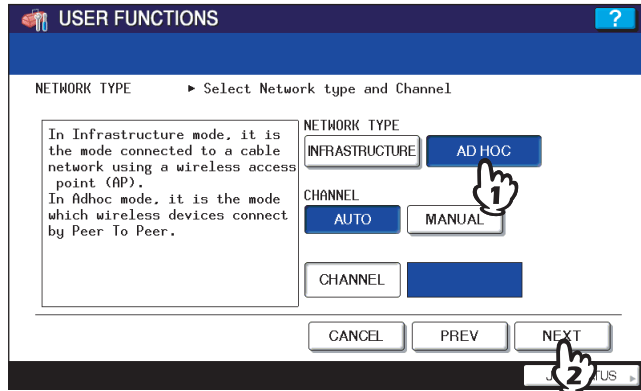 USER FUNCTIONS
?
NETWORK TYPE ▶ Select Network type and Channel
In Infrastructure mode, it is
the mode connected to a cable
network using a wireless access
point (AP).
In Adhoc mode, it is the mode
which wireless devices connect
by Peer To Peer.
NETWORK TYPE
INFRASTRUCTURE AD HOC
1
CHANNEL
AUTO MANUAL
CHANNEL
CANCEL PREV NEXT
2